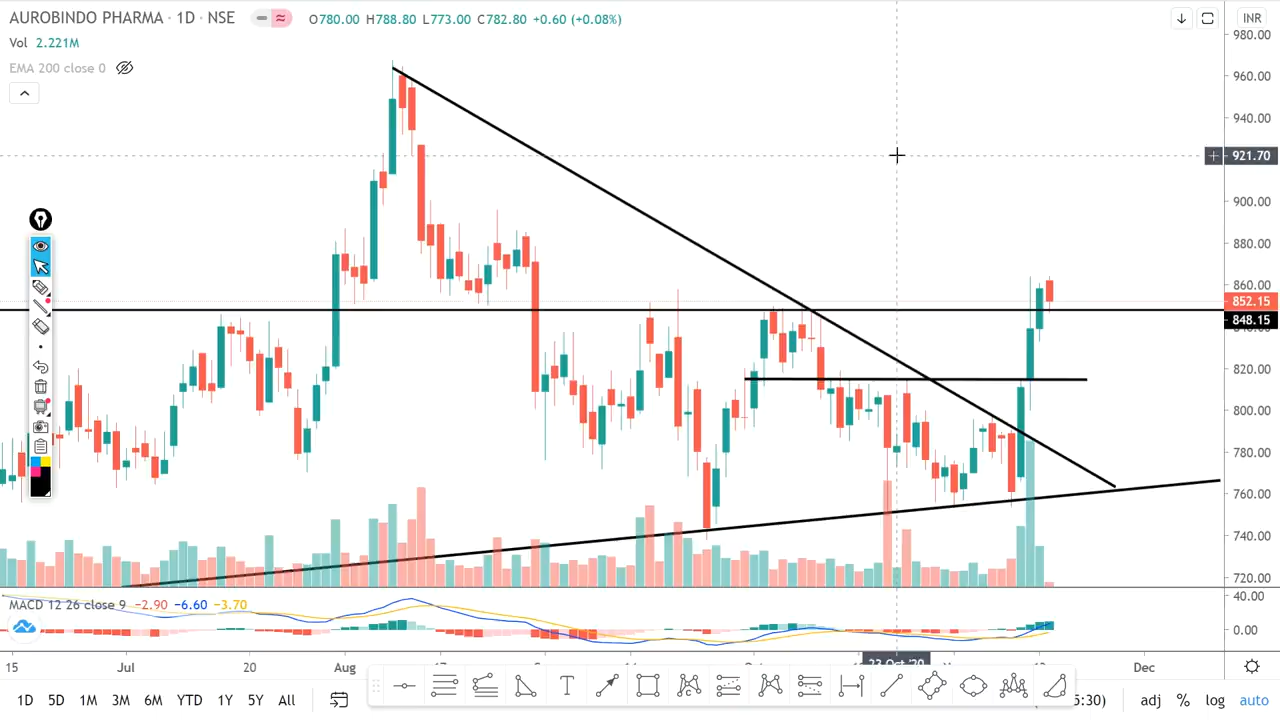 AUROBINDO PHARMA · 1D · NSE
O780.00 H788.80 L773.00 C782.80 +0.60 (+0.08%)
INR
Vol 2.221M
EMA 200 close 0
980.00
960.00
940.00
921.70
900.00
880.00
860.00
852.15
848.15
820.00
800.00
780.00
760.00
740.00
720.00
MACD 12 26 close 9 −2.90 −6.60 −3.70
40.00
0.00
15 Jul 20 Aug Dec
1D 5D 1M 3M 6M YTD 1Y 5Y All
5:30) adj % log auto